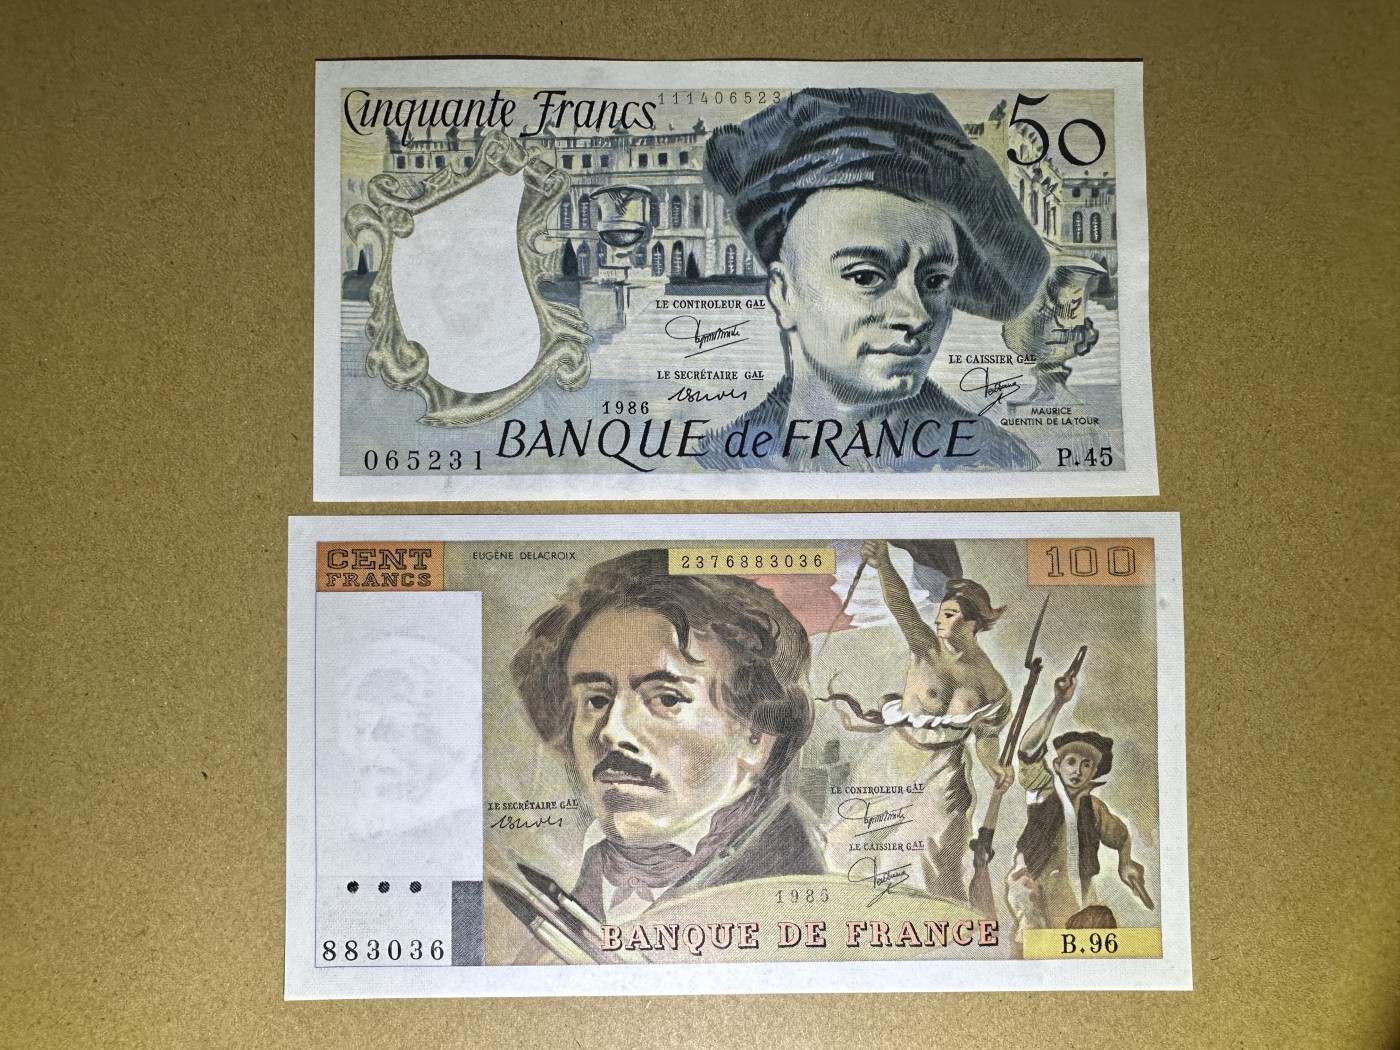 Cinquante Francs
1114065231
50
LE CONTROLEUR GAL
LE SECRÉTAIRE GAL
LE CAISSIER GAL
1986
MAURICE
QUENTIN DE LA TOUR
BANQUE de FRANCE
065231
P.45
CENT
FRANCS
EUGÈNE DELACROIX
2376883036
100
LE SECRÉTAIRE GAL
LE CONTROLEUR GAL
LE CAISSIER GAL
1985
BANQUE DE FRANCE
883036
B.96